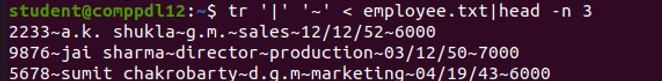 student@comppdl12:~$ tr '|' '~' < employee.txt|head -n 3
2233~a.k. shukla~g.m.~sales~12/12/52~6000
9876~jai sharma~director~production~03/12/50~7000
5678~sumit chakrobarty~d.g.m~marketing~04/19/43~6000